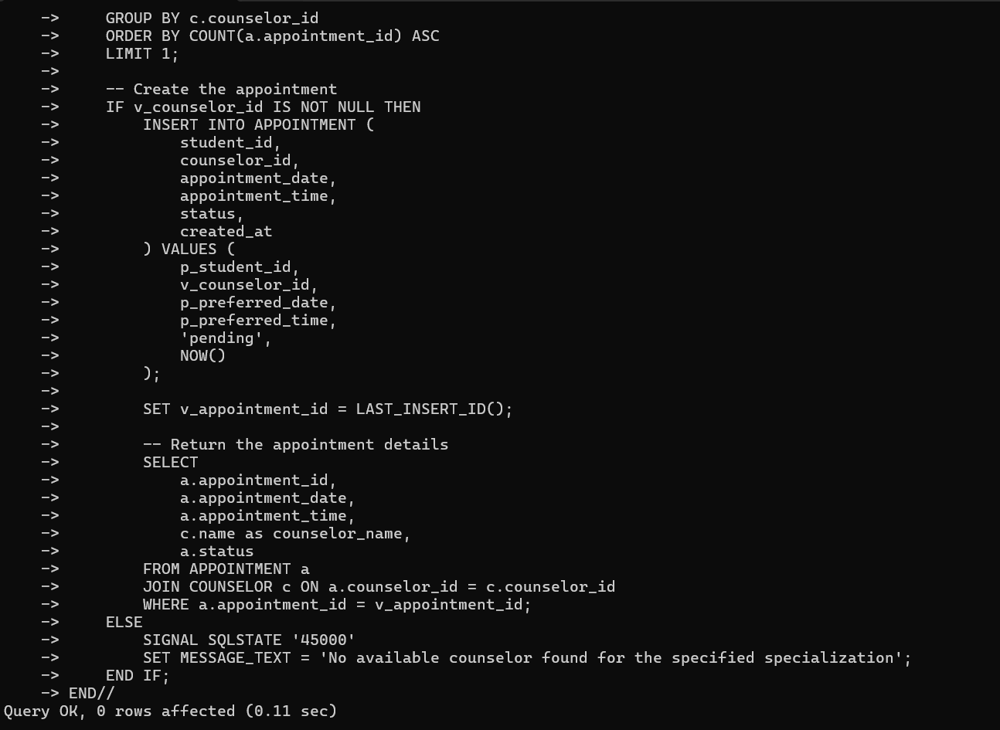 ->     GROUP BY c.counselor_id
    ->     ORDER BY COUNT(a.appointment_id) ASC
    ->     LIMIT 1;
    ->
    ->     -- Create the appointment
    ->     IF v_counselor_id IS NOT NULL THEN
    ->         INSERT INTO APPOINTMENT (
    ->             student_id,
    ->             counselor_id,
    ->             appointment_date,
    ->             appointment_time,
    ->             status,
    ->             created_at
    ->         ) VALUES (
    ->             p_student_id,
    ->             v_counselor_id,
    ->             p_preferred_date,
    ->             p_preferred_time,
    ->             'pending',
    ->             NOW()
    ->         );
    ->
    ->         SET v_appointment_id = LAST_INSERT_ID();
    ->
    ->         -- Return the appointment details
    ->         SELECT
    ->             a.appointment_id,
    ->             a.appointment_date,
    ->             a.appointment_time,
    ->             c.name as counselor_name,
    ->             a.status
    ->         FROM APPOINTMENT a
    ->         JOIN COUNSELOR c ON a.counselor_id = c.counselor_id
    ->         WHERE a.appointment_id = v_appointment_id;
    ->     ELSE
    ->         SIGNAL SQLSTATE '45000'
    ->         SET MESSAGE_TEXT = 'No available counselor found for the specified specialization';
    ->     END IF;
    -> END//
Query OK, 0 rows affected (0.11 sec)